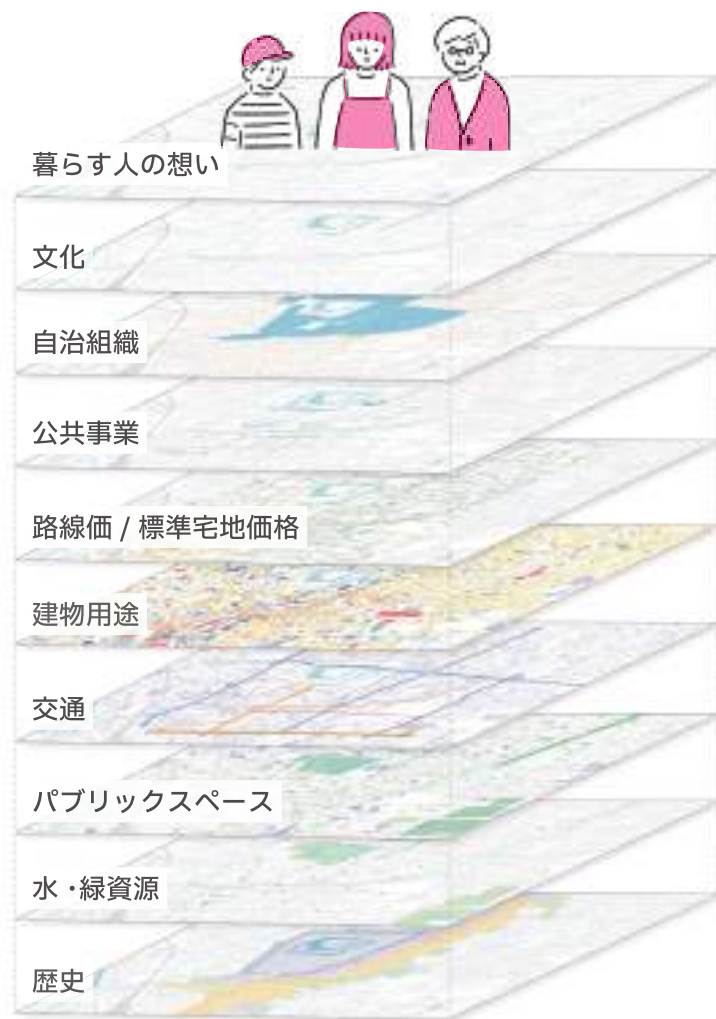 暮らす人の想い
文化
自治組織
公共事業
路線価 / 標準宅地価格
建物用途
交通
パブリックスペース
水・緑資源
歴史